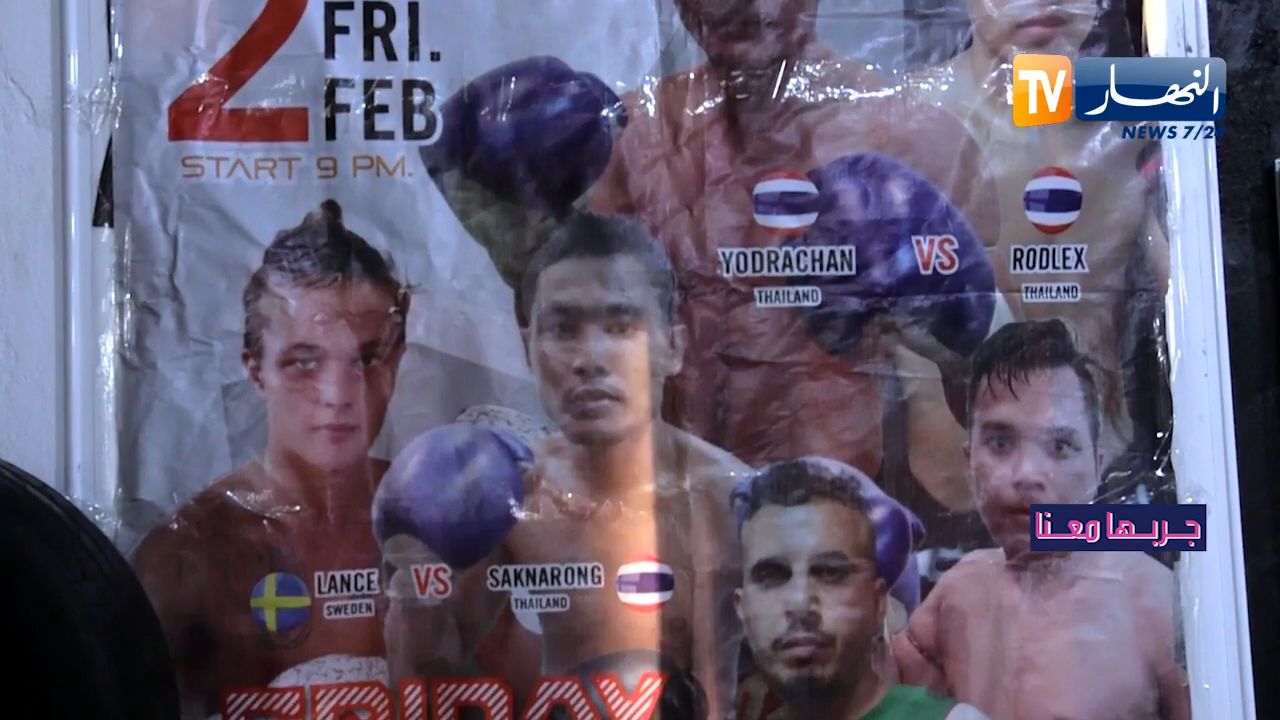 2 FRI.
FEB
START 9 PM.
TV النهار
NEWS 7/24
YODRACHAN VS RODLEX
THAILAND THAILAND
جربها معنا
LANCE VS SAKNARONG
SWEDEN THAILAND
FRIDAY